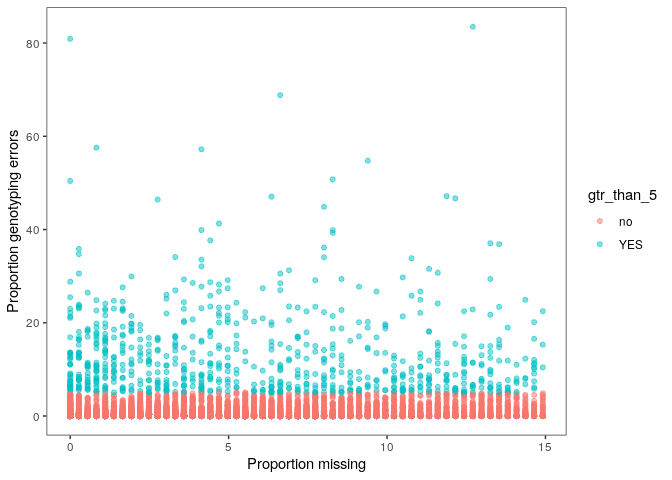 80
60
40
20
0
Proportion genotyping errors
0 5 10 15
Proportion missing
gtr_than_5
no
YES